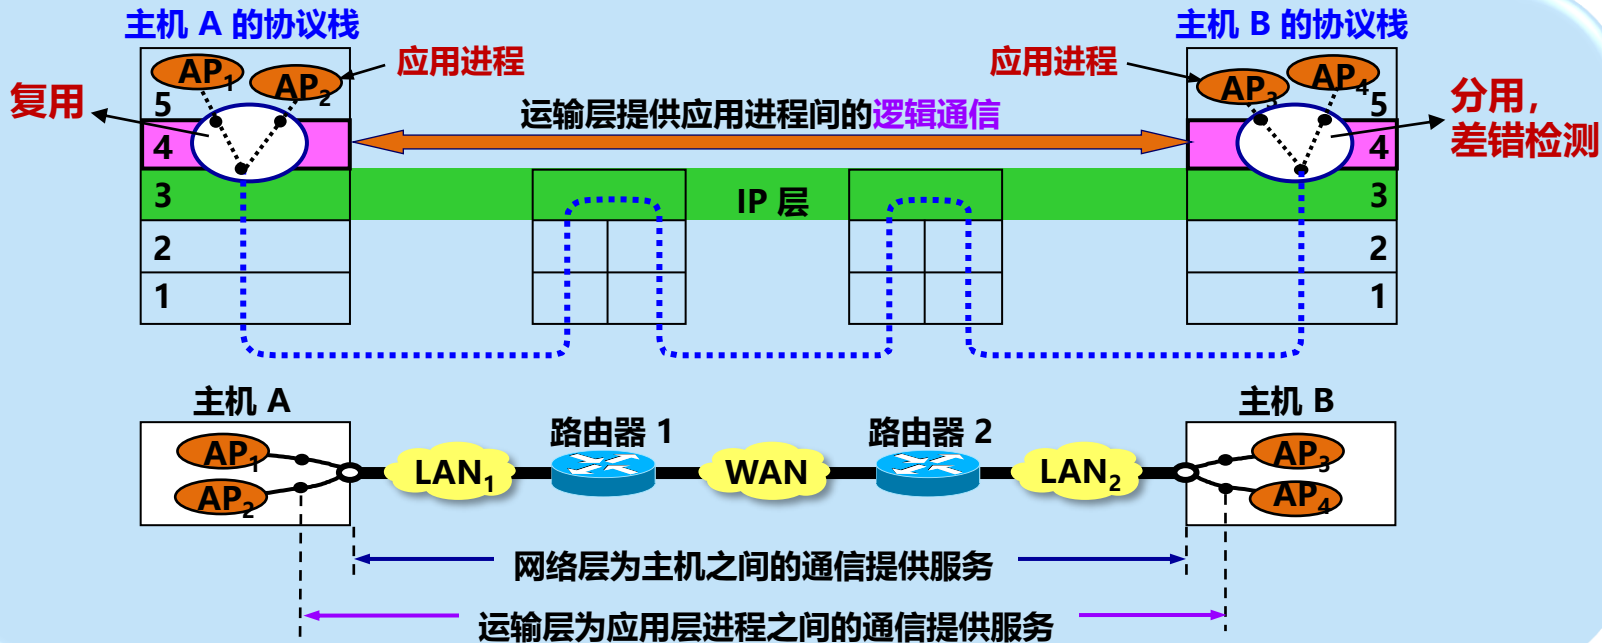 主机 A 的协议栈
主机 B 的协议栈
应用进程
应用进程
AP1
AP2
AP3
AP4
复用
5
5
分用,
差错检测
运输层提供应用进程间的逻辑通信
4
4
3
IP 层
3
2
2
1
1
主机 A
主机 B
路由器 1
路由器 2
AP1
AP2
LAN1
WAN
LAN2
AP3
AP4
网络层为主机之间的通信提供服务
运输层为应用层进程之间的通信提供服务